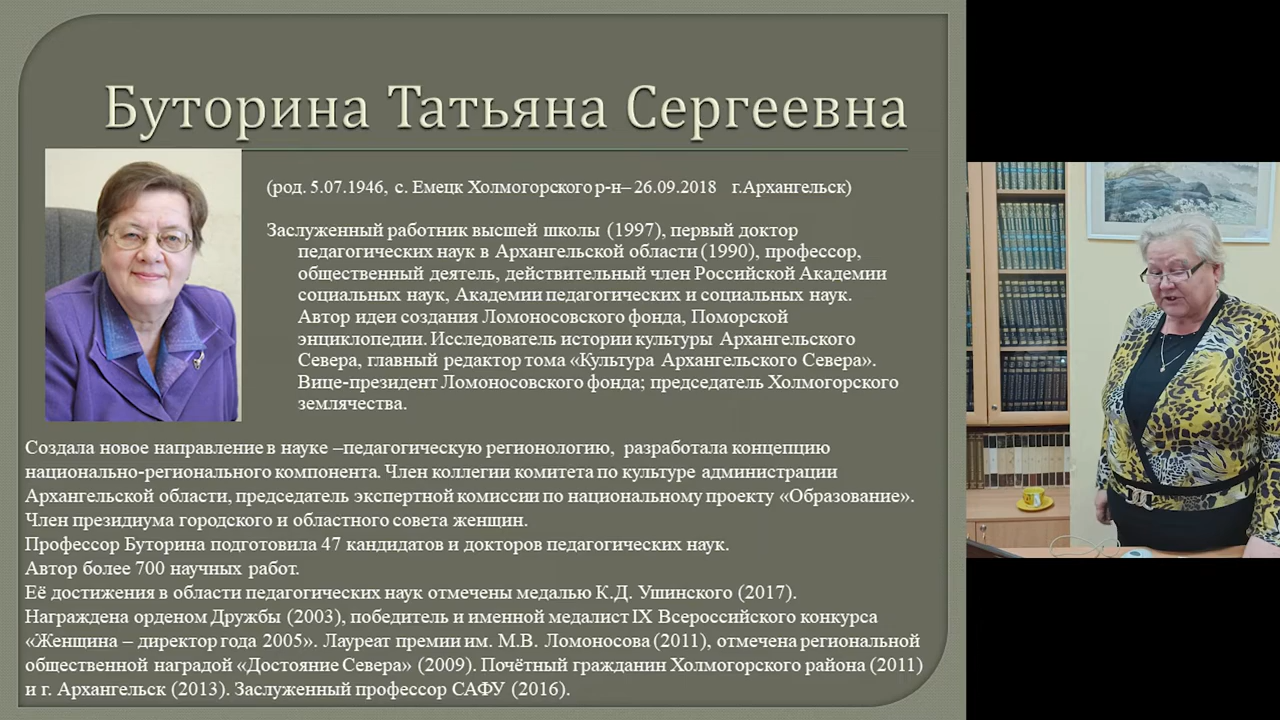 Буторина Татьяна Сергеевна
(род. 5.07.1946, с. Емецк Холмогорского р-н– 26.09.2018 г.Архангельск)
Заслуженный работник высшей школы (1997), первый доктор
педагогических наук в Архангельской области (1990), профессор,
общественный деятель, действительный член Российской Академии
социальных наук, Академии педагогических и социальных наук.
Автор идеи создания Ломоносовского фонда, Поморской
энциклопедии. Исследователь истории культуры Архангельского
Севера, главный редактор тома «Культура Архангельского Севера».
Вице-президент Ломоносовского фонда; председатель Холмогорского
землячества.
Создала новое направление в науке –педагогическую регионологию, разработала концепцию
национально-регионального компонента. Член коллегии комитета по культуре администрации
Архангельской области, председатель экспертной комиссии по национальному проекту «Образование».
Член президиума городского и областного совета женщин.
Профессор Буторина подготовила 47 кандидатов и докторов педагогических наук.
Автор более 700 научных работ.
Её достижения в области педагогических наук отмечены медалью К.Д. Ушинского (2017).
Награждена орденом Дружбы (2003), победитель и именной медалист IX Всероссийского конкурса
«Женщина – директор года 2005». Лауреат премии им. М.В. Ломоносова (2011), отмечена региональной
общественной наградой «Достояние Севера» (2009). Почётный гражданин Холмогорского района (2011)
и г. Архангельск (2013). Заслуженный профессор САФУ (2016).